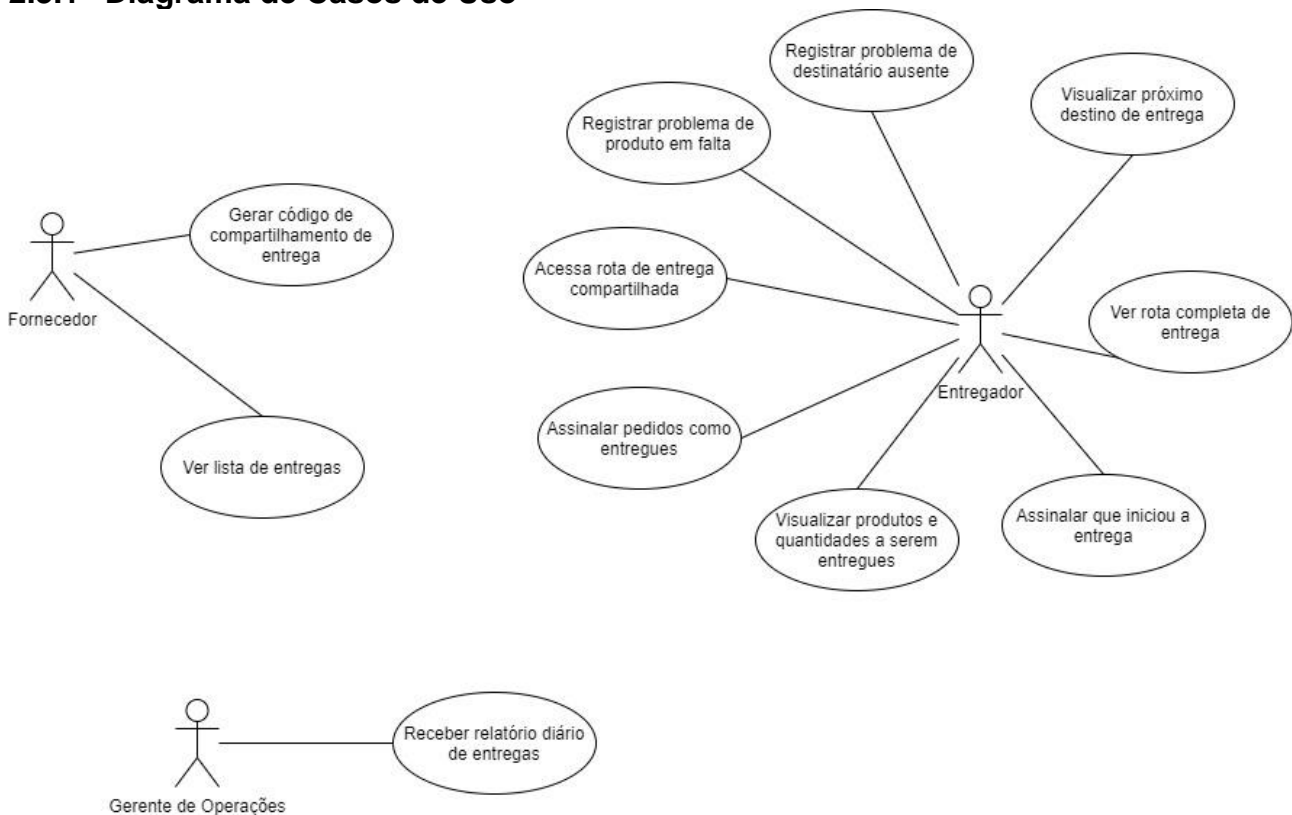 Diagrama de Casos de Uso
Registrar problema de
destinatário ausente
Visualizar próximo
destino de entrega
Registrar problema de
produto em falta
Gerar código de
compartilhamento de
entrega
Fornecedor
Acessa rota de entrega
compartilhada
Ver rota completa de
entrega
Entregador
Assinalar pedidos como
entregues
Ver lista de entregas
Visualizar produtos e
quantidades a serem
entregues
Assinalar que iniciou a
entrega
Receber relatório diário
de entregas
Gerente de Operações